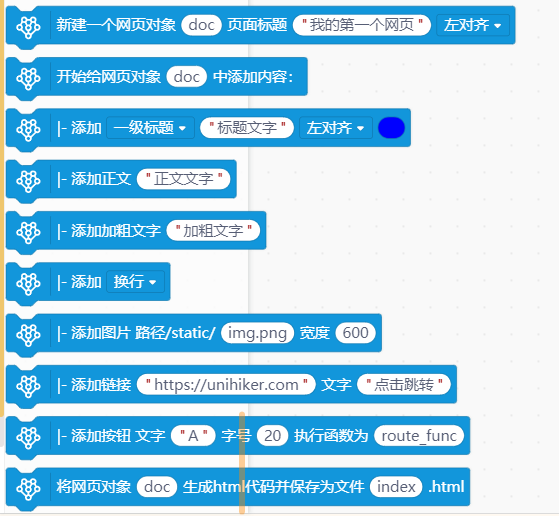 新建一个网页对象 doc 页面标题 "我的第一个网页" 左对齐
开始给网页对象 doc 中添加内容:
|- 添加 一级标题 "标题文字" 左对齐
|- 添加正文 "正文文字"
|- 添加加粗文字 "加粗文字"
|- 添加 换行
|- 添加图片 路径/static/ img.png 宽度 600
|- 添加链接 "https://unihiker.com" 文字 "点击跳转"
|- 添加按钮 文字 "A" 字号 20 执行函数为 route_func
将网页对象 doc 生成html代码并保存为文件 index .html